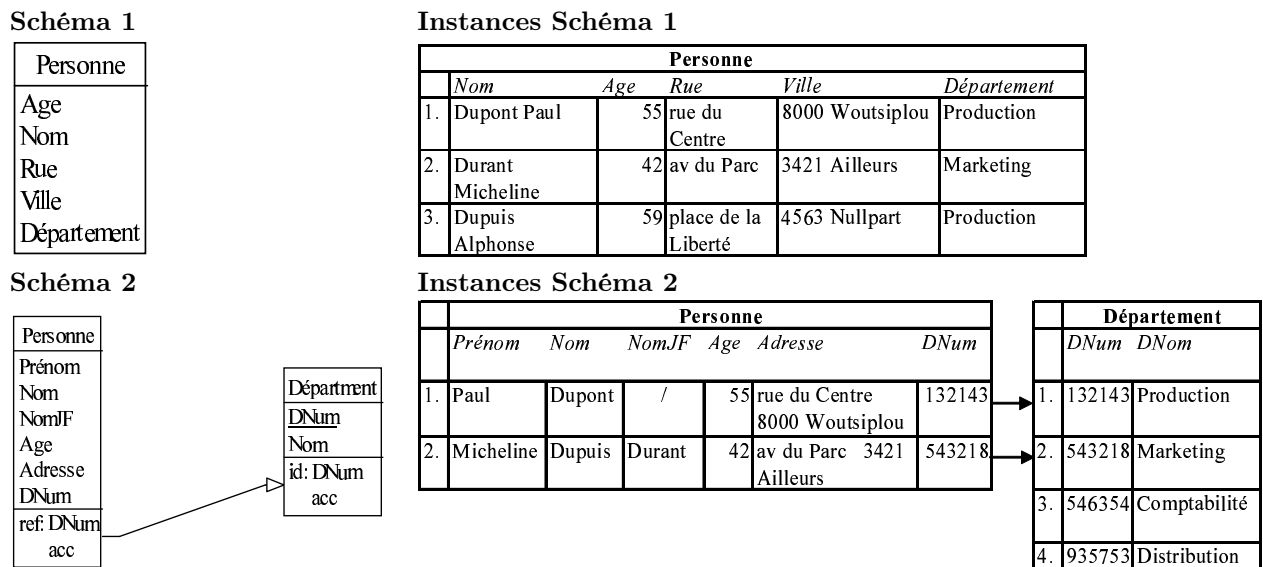 Schéma 1
Personne
Age
Nom
Rue
Ville
Département
Instances Schéma 1
Personne
Nom Age Rue Ville Département
1. Dupont Paul 55 rue du Centre 8000 Woutsiplou Production
2. Durant Micheline 42 av du Parc 3421 Ailleurs Marketing
3. Dupuis Alphonse 59 place de la Liberté 4563 Nullpart Production
Schéma 2
Personne
Prénom
Nom
NomJF
Age
Adresse
DNum
ref: DNum
acc
Départment
DNum
Nom
id: DNum
acc
Instances Schéma 2
Personne
Prénom Nom NomJF Age Adresse DNum
1. Paul Dupont / 55 rue du Centre 8000 Woutsiplou 132143
2. Micheline Dupuis Durant 42 av du Parc 3421 Ailleurs 543218
Département
DNum DNom
1. 132143 Production
2. 543218 Marketing
3. 546354 Comptabilité
4. 935753 Distribution